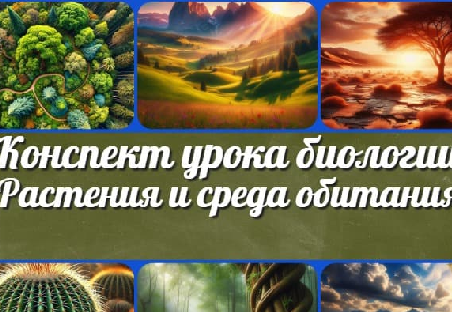 Конспект урока биологии
Растения и среда обитания